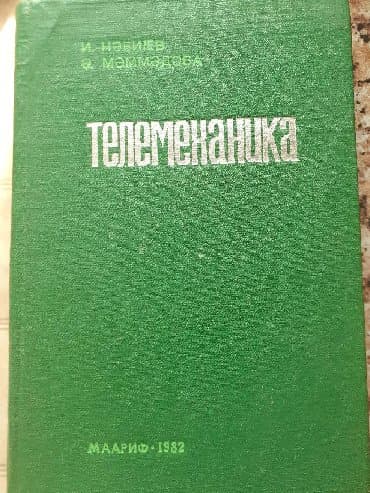 И. НӘБИЈЕВ
Ф. МӘММӘДОВА
Телемеханика
МААРИФ • 1982